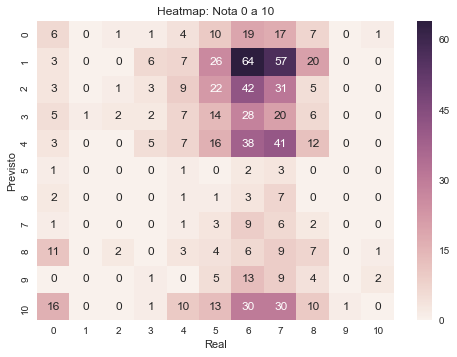 Heatmap: Nota 0 a 10
0 6 0 1 1 4 10 19 17 7 0 1
1 3 0 0 6 7 26 64 57 20 0 0
2 3 0 1 3 9 22 42 31 5 0 0
3 5 1 2 2 7 14 28 20 6 0 0
4 3 0 0 5 7 16 38 41 12 0 0
5 1 0 0 0 1 0 2 3 0 0 0
6 2 0 0 0 1 1 3 7 0 0 0
7 1 0 0 0 1 3 9 6 2 0 0
8 11 0 2 0 3 4 6 9 7 0 1
9 0 0 0 1 0 5 13 9 4 0 2
10 16 0 0 1 10 13 30 30 10 1 0
0 1 2 3 4 5 6 7 8 9 10
Real
Previsto
60
45
30
15
0